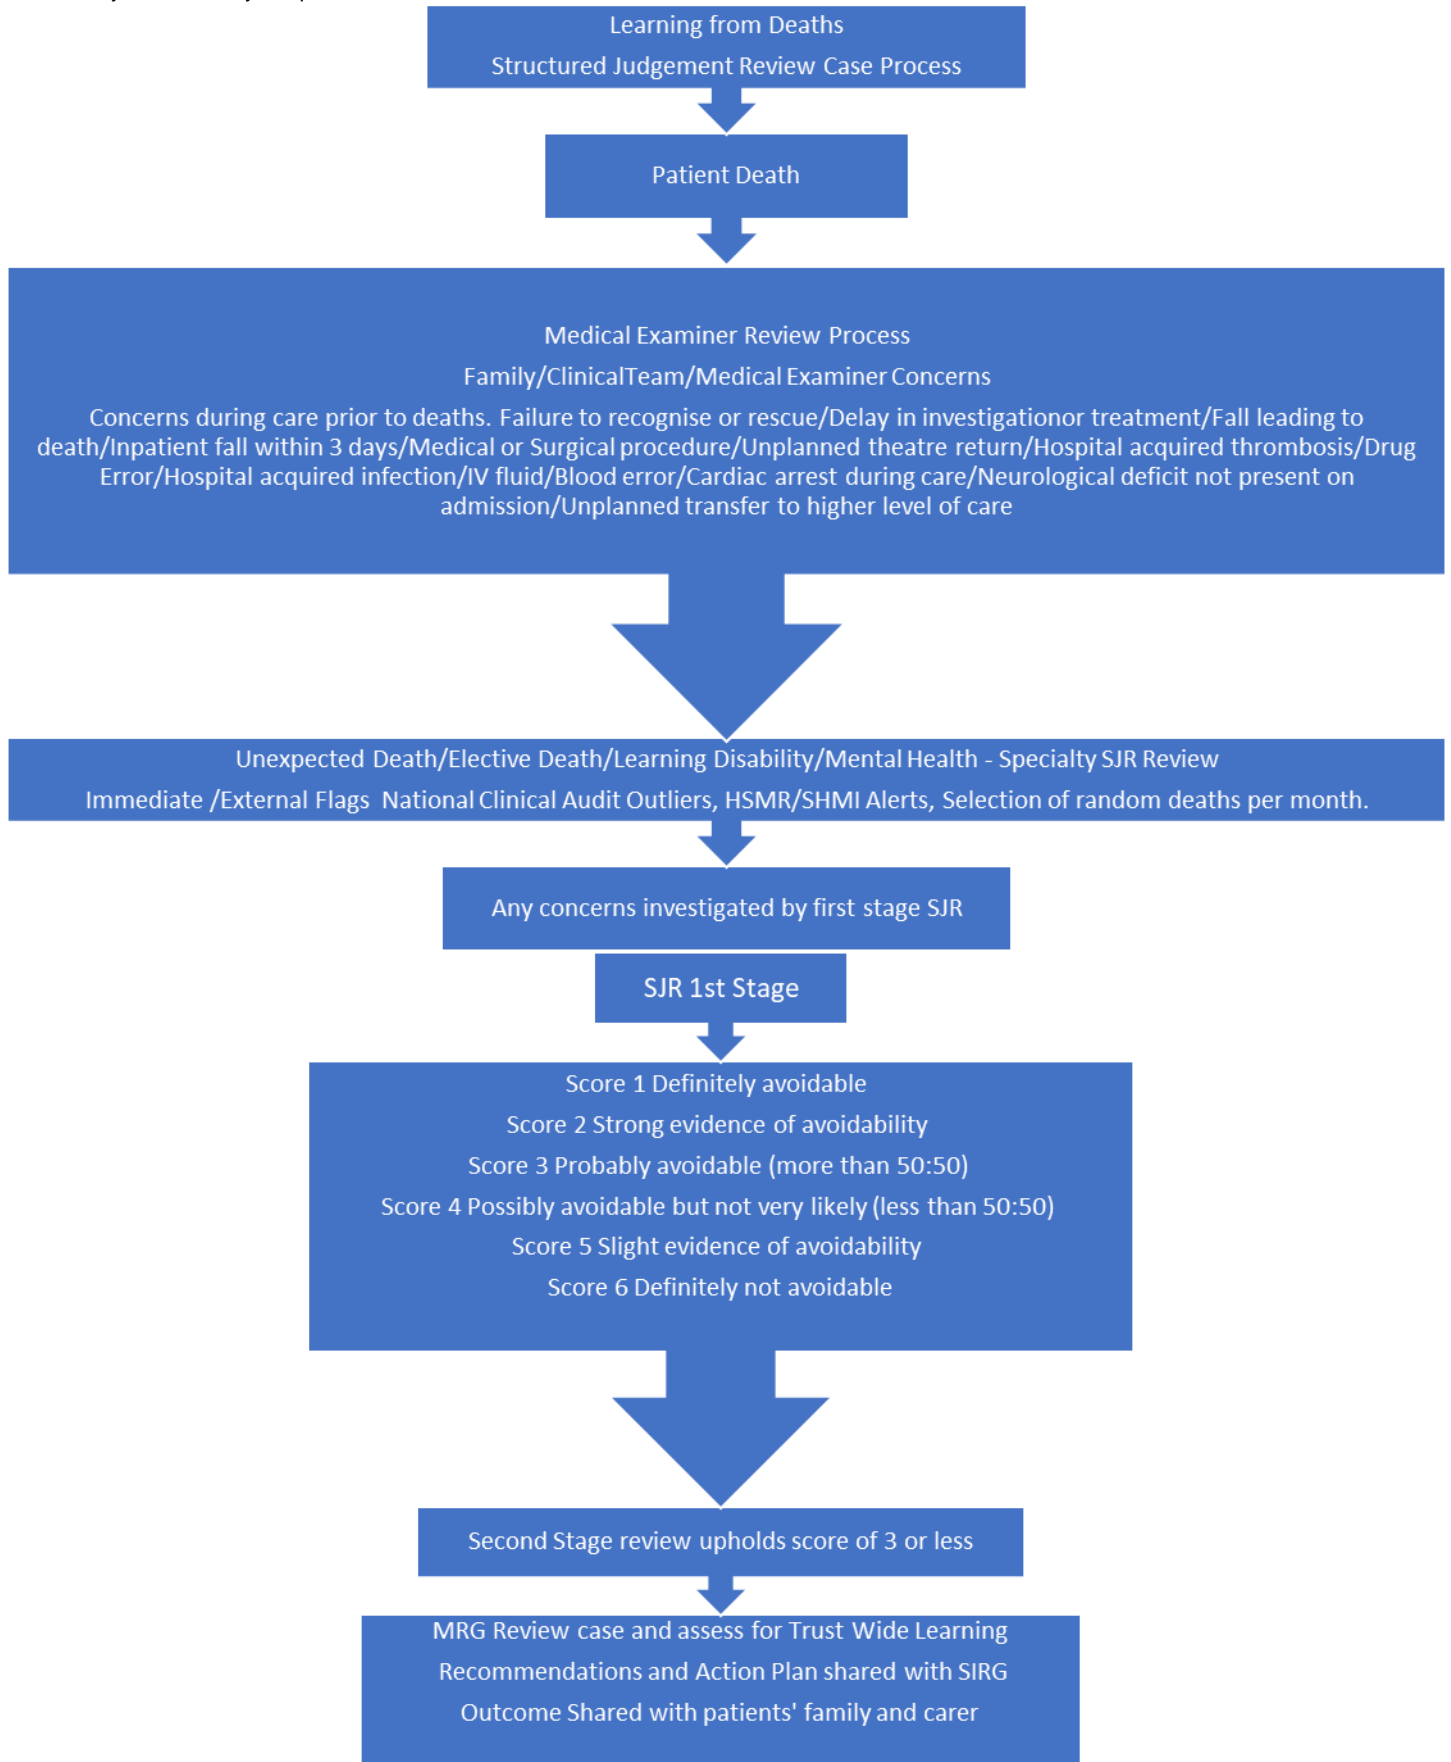 Learning from Deaths
Structured Judgement Review Case Process
Patient Death
Medical Examiner Review Process
Family/ClinicalTeam/Medical Examiner Concerns
Concerns during care prior to deaths. Failure to recognise or rescue/Delay in investigationor treatment/Fall leading to
death/Inpatient fall within 3 days/Medical or Surgical procedure/Unplanned theatre return/Hospital acquired thrombosis/Drug
Error/Hospital acquired infection/IV fluid/Blood error/Cardiac arrest during care/Neurological deficit not present on
admission/Unplanned transfer to higher level of care
Unexpected Death/Elective Death/Learning Disability/Mental Health - Specialty SJR Review
Immediate /External Flags  National Clinical Audit Outliers, HSMR/SHMI Alerts, Selection of random deaths per month.
Any concerns investigated by first stage SJR
SJR 1st Stage
Score 1 Definitely avoidable
Score 2 Strong evidence of avoidability
Score 3 Probably avoidable (more than 50:50)
Score 4 Possibly avoidable but not very likely (less than 50:50)
Score 5 Slight evidence of avoidability
Score 6 Definitely not avoidable
Second Stage review upholds score of 3 or less
MRG Review case and assess for Trust Wide Learning
Recommendations and Action Plan shared with SIRG
Outcome Shared with patients' family and carer